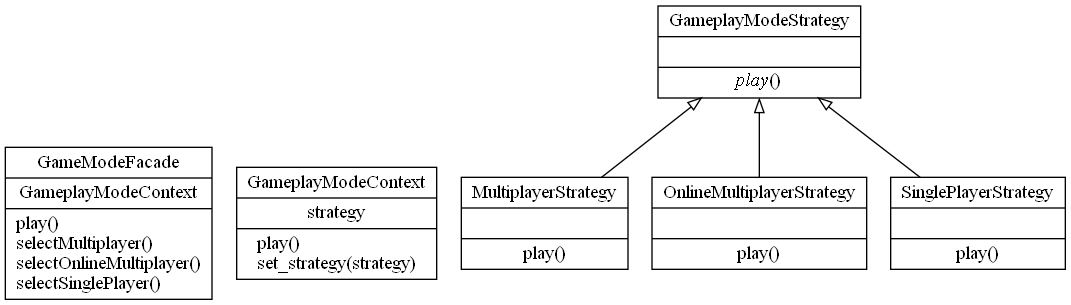 GameplayModeStrategy
play()
GameModeFacade
GameplayModeContext
play()
selectMultiplayer()
selectOnlineMultiplayer()
selectSinglePlayer()
GameplayModeContext
strategy
play()
set_strategy(strategy)
MultiplayerStrategy
play()
OnlineMultiplayerStrategy
play()
SinglePlayerStrategy
play()